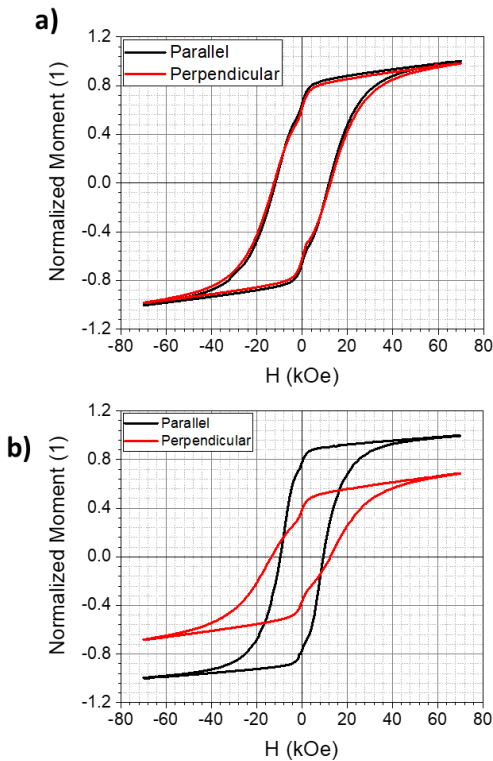 a)
Normalized Moment (1)
1.2
0.8
0.4
0.0
-0.4
-0.8
-1.2
Parallel
Perpendicular
-80 -60 -40 -20 0 20 40 60 80
H (kOe)
b)
Normalized Moment (1)
1.2
0.8
0.4
0.0
-0.4
-0.8
-1.2
Parallel
Perpendicular
-80 -60 -40 -20 0 20 40 60 80
H (kOe)